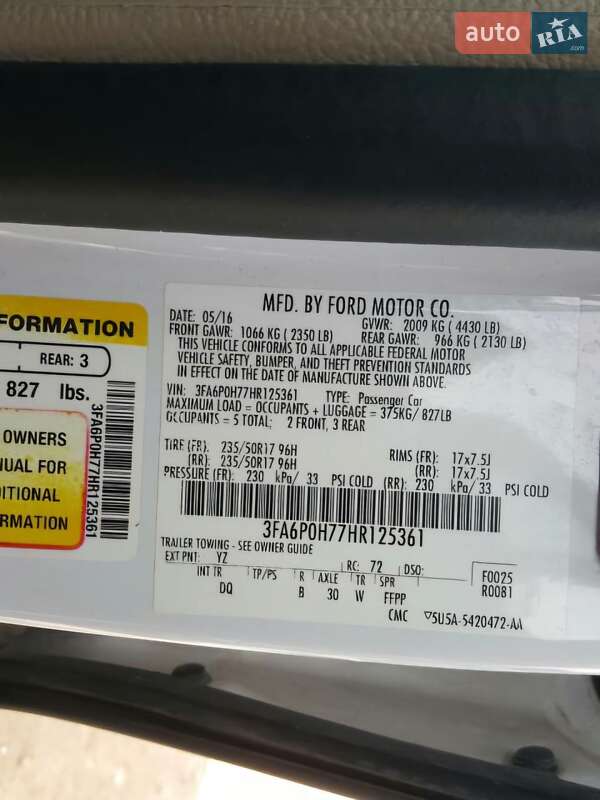 auto RIA.com
MFD. BY FORD MOTOR CO.
DATE: 05/16 GVWR: 2009 KG ( 4430 LB)
FRONT GAWR: 1066 KG ( 2350 LB) REAR GAWR: 966 KG ( 2130 LB)
THIS VEHICLE CONFORMS TO ALL APPLICABLE FEDERAL MOTOR
VEHICLE SAFETY, BUMPER, AND THEFT PREVENTION STANDARDS
IN EFFECT ON THE DATE OF MANUFACTURE SHOWN ABOVE.
VIN: 3FA6P0H77HR125361 TYPE: Passenger Car
MAXIMUM LOAD = OCCUPANTS + LUGGAGE = 375KG/ 827LB
OCCUPANTS = 5 TOTAL: 2 FRONT, 3 REAR
TIRE (FR): 235/50R17 96H RIMS (FR): 17x7.5J
(RR): 235/50R17 96H (RR): 17x7.5J
PRESSURE (FR): 230 kPa/ 33 PSI COLD (RR): 230 kPa/ 33 PSI COLD
3FA6P0H77HR125361
TRAILER TOWING - SEE OWNER GUIDE
EXT PNT: YZ RC: 72 DSO:
INT TR TP/PS R AXLE TR SPR
DQ B 30 W FFPP
F0025
R0081
CMC ▽5U5A-5420472-AA
FORMATION
REAR: 3
827 lbs.
OWNERS
NUAL FOR
DITIONAL
ORMATION
3FA6P0H77HR125361